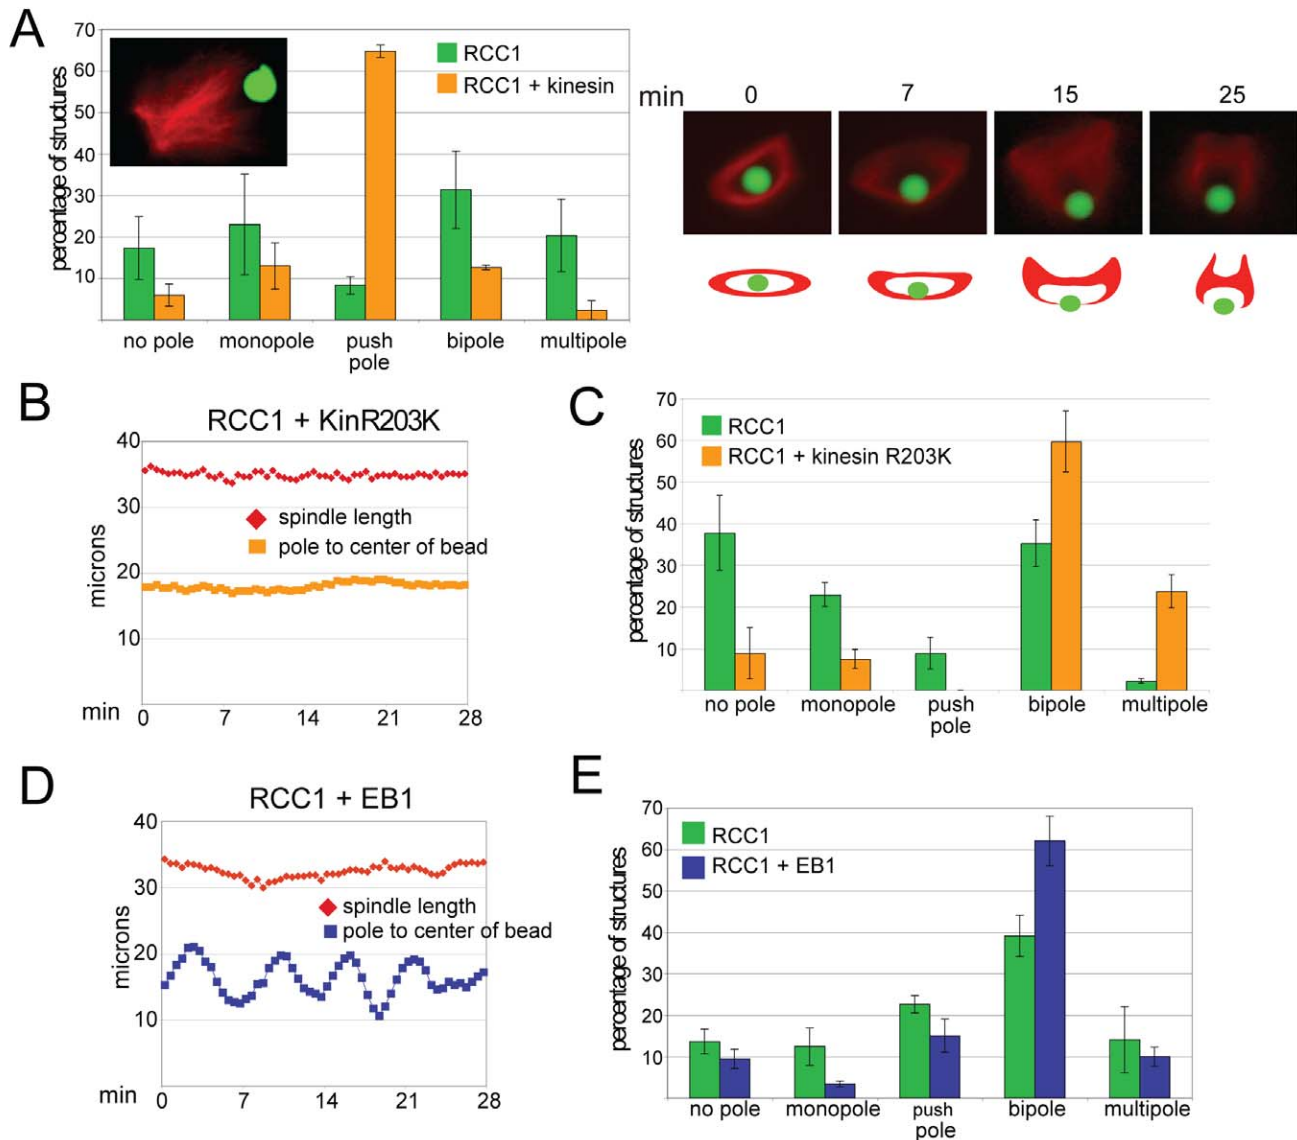 A
percentage of structures
70
60
50
40
30
20
10
RCC1
RCC1 + kinesin
no pole
monopole
push
pole
bipole
multipole
min
0
7
15
25
B
RCC1 + KinR203K
microns
40
30
20
10
spindle length
pole to center of bead
min
0
7
14
21
28
C
percentage of structures
70
60
50
40
30
20
10
RCC1
RCC1 + kinesin R203K
no pole
monopole
push
pole
bipole
multipole
D
RCC1 + EB1
microns
40
30
20
10
spindle length
pole to center of bead
min
0
7
14
21
28
E
percentage of structures
70
60
50
40
30
20
10
RCC1
RCC1 + EB1
no pole
monopole
push
pole
bipole
multipole